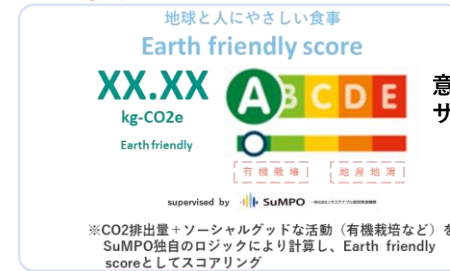 地球と人にやさしい食事
Earth friendly score
XX.XX
kg-CO2e
Earth friendly
A B C D E
有機栽培
地産地消
意
サ
supervised by SuMPO
※CO2排出量+ソーシャルグッドな活動(有機栽培など)を
SuMPO独自のロジックにより計算し、Earth friendly
scoreとしてスコアリング